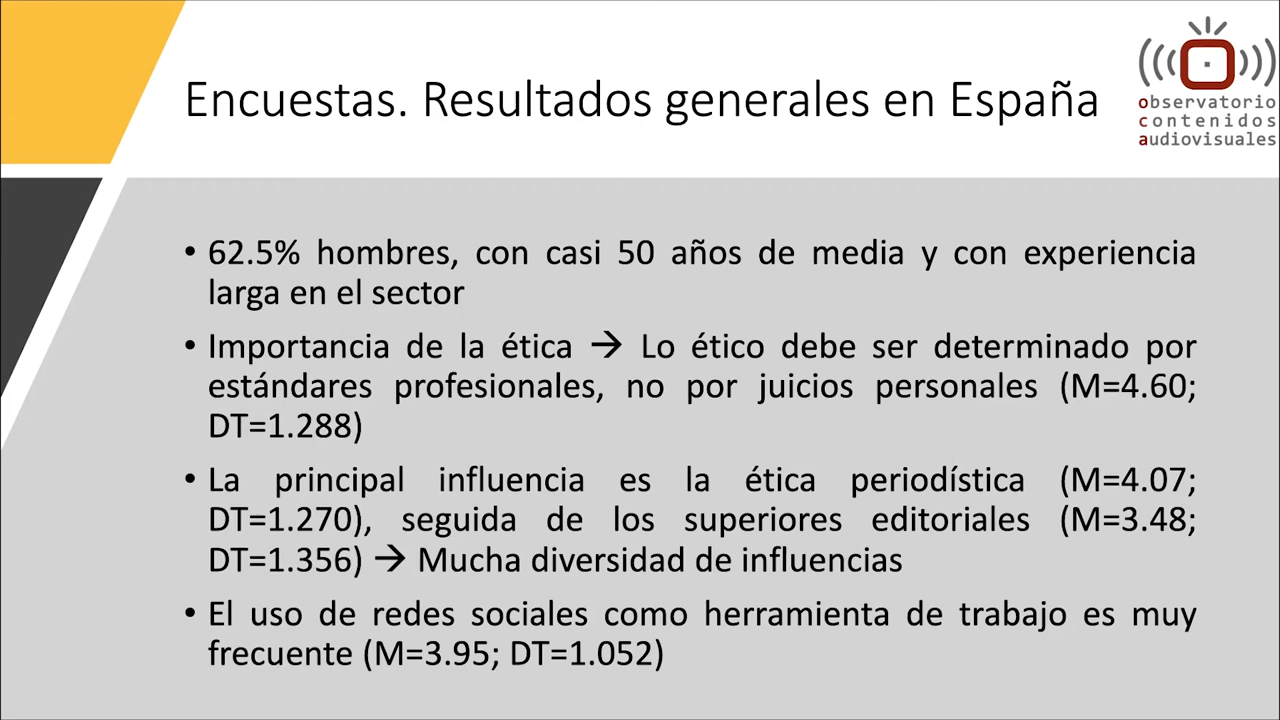 Encuestas. Resultados generales en España
observatorio
contenidos
audiovisuales
• 62.5% hombres, con casi 50 años de media y con experiencia
larga en el sector
• Importancia de la ética → Lo ético debe ser determinado por
estándares profesionales, no por juicios personales (M=4.60;
DT=1.288)
• La principal influencia es la ética periodística (M=4.07;
DT=1.270), seguida de los superiores editoriales (M=3.48;
DT=1.356) → Mucha diversidad de influencias
• El uso de redes sociales como herramienta de trabajo es muy
frecuente (M=3.95; DT=1.052)